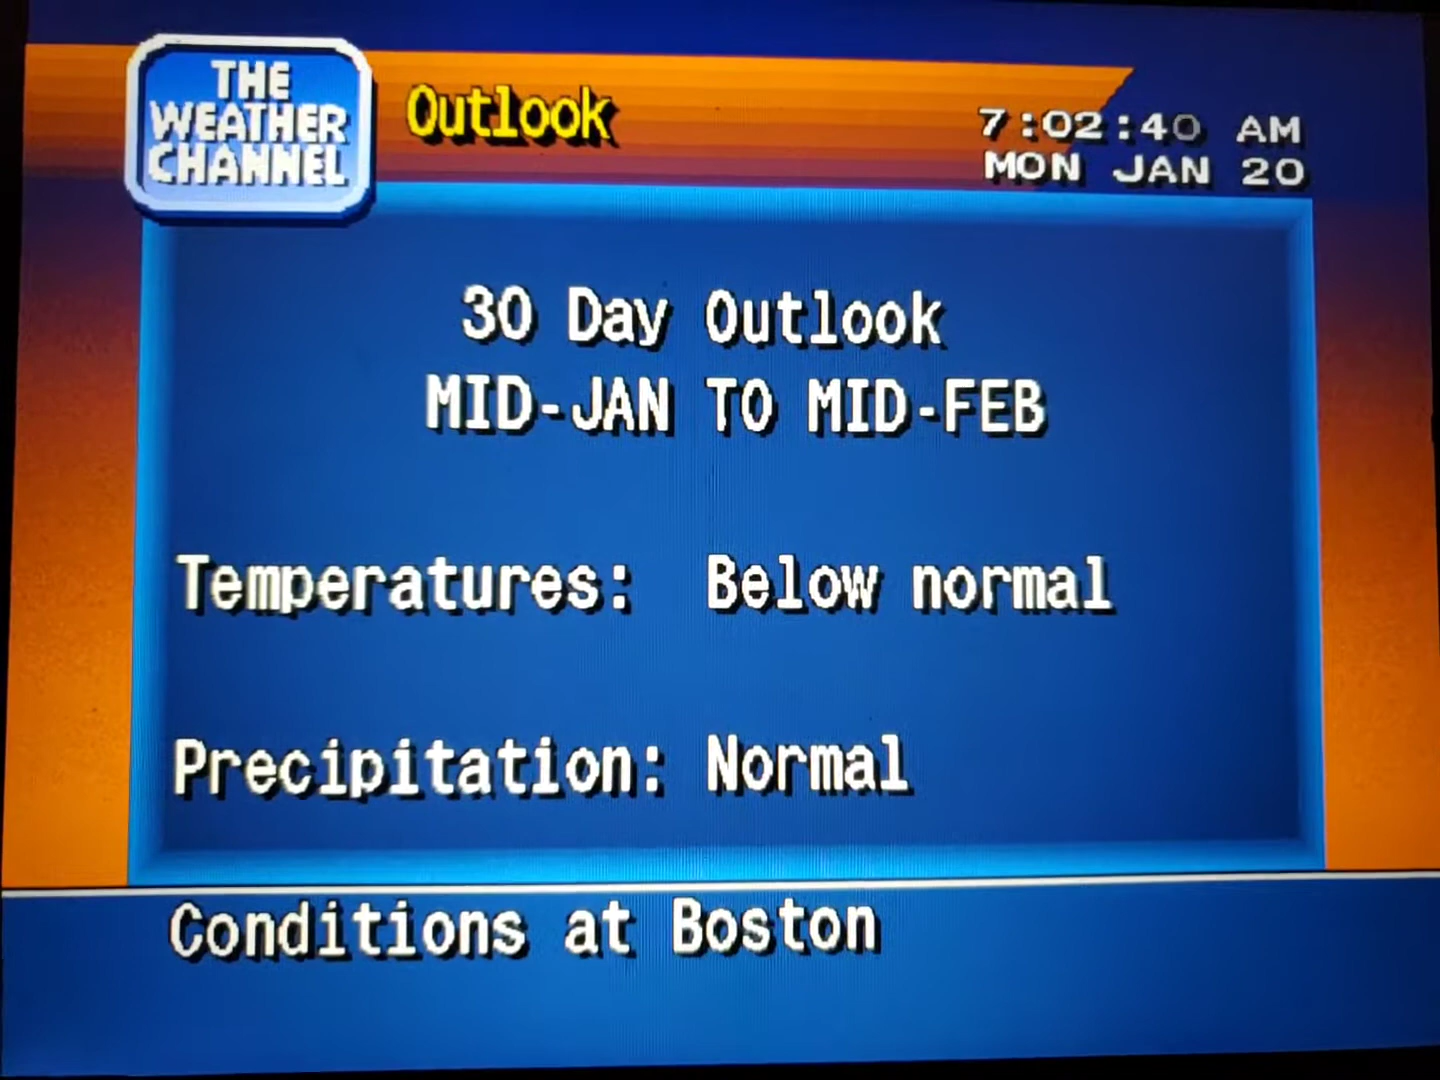 THE
WEATHER
CHANNEL
Outlook
7:02:40 AM
MON JAN 20
30 Day Outlook
MID-JAN TO MID-FEB
Temperatures: Below normal
Precipitation: Normal
Conditions at Boston